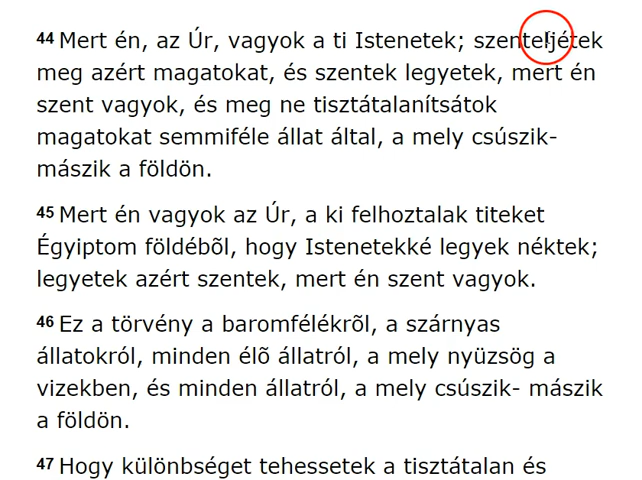 44 Mert én, az Úr, vagyok a ti Istenetek; szenteljétek
meg azért magatokat, és szentek legyetek, mert én
szent vagyok, és meg ne tisztátalanítsátok
magatokat semmiféle állat által, a mely csúszik-
mászik a földön.
45 Mert én vagyok az Úr, a ki felhoztalak titeket
Égyiptom földébõl, hogy Istenetekké legyek néktek;
legyetek azért szentek, mert én szent vagyok.
46 Ez a törvény a baromfélékrõl, a szárnyas
állatokról, minden élõ állatról, a mely nyüzsög a
vizekben, és minden állatról, a mely csúszik- mászik
a földön.
47 Hogy különbséget tehessetek a tisztátalan és